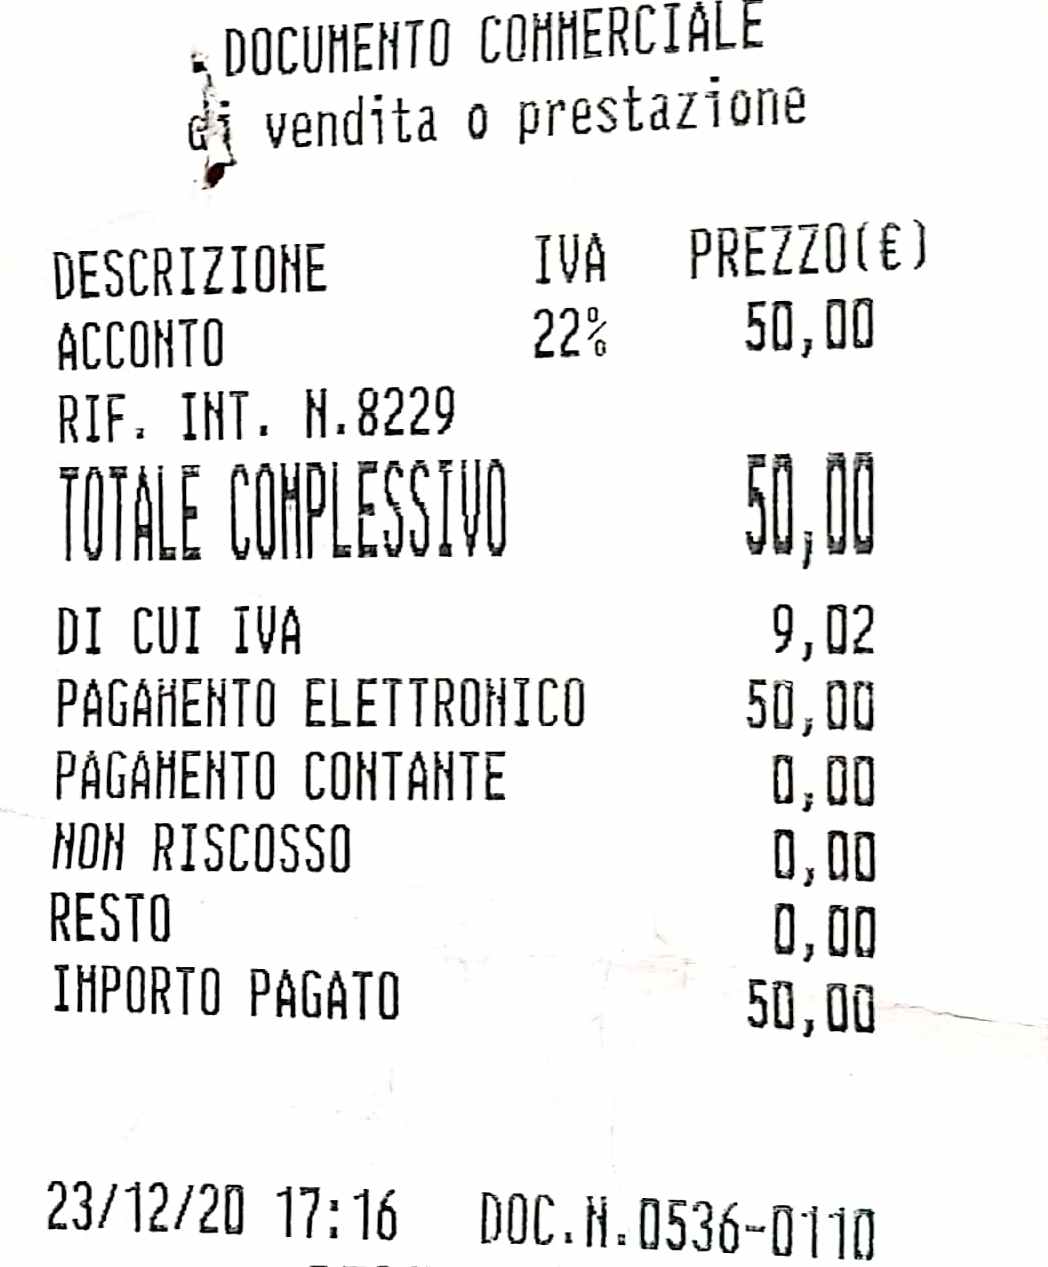 DOCUMENTO COMMERCIALE
di vendita o prestazione
DESCRIZIONE IVA PREZZO(€)
ACCONTO 22% 50,00
RIF. INT. N.8229
TOTALE COMPLESSIVO 50,00
DI CUI IVA 9,02
PAGAMENTO ELETTRONICO 50,00
PAGAMENTO CONTANTE 0,00
NON RISCOSSO 0,00
RESTO 0,00
IMPORTO PAGATO 50,00
23/12/20 17:16 DOC.N.0536-0110